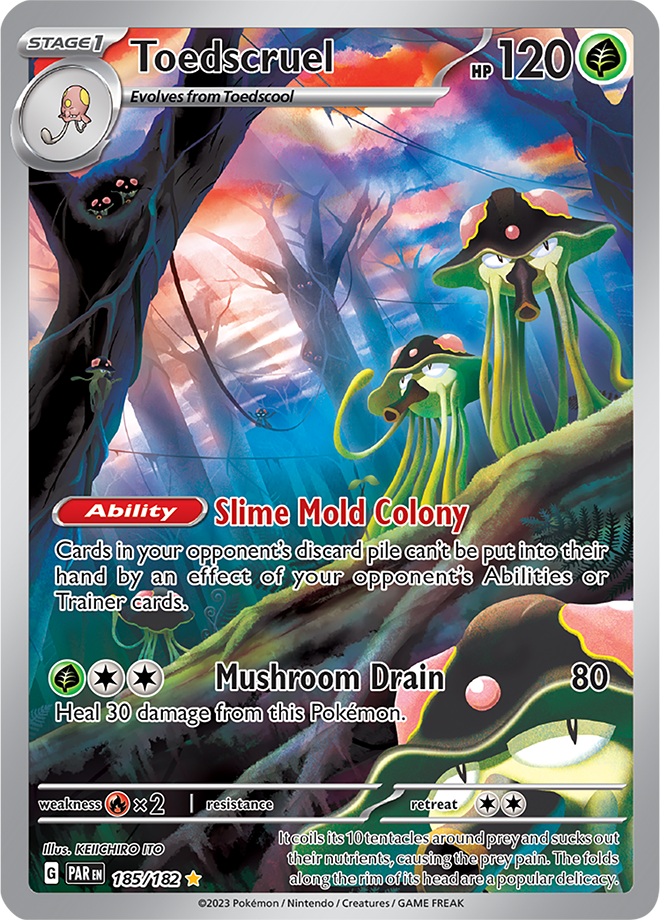 STAGE1
Toedscruel
HP 120
Evolves from Toedscool
Ability Slime Mold Colony
Cards in your opponent's discard pile can't be put into their
hand by an effect of your opponent's Abilities or
Trainer cards.
Mushroom Drain 80
Heal 30 damage from this Pokémon.
weakness ×2 resistance retreat
Illus. KEIICHIRO ITO
It coils its 10 tentacles around prey and sucks out
their nutrients, causing the prey pain. The folds
along the rim of its head are a popular delicacy.
G PAR EN 185/182
©2023 Pokémon / Nintendo / Creatures / GAME FREAK